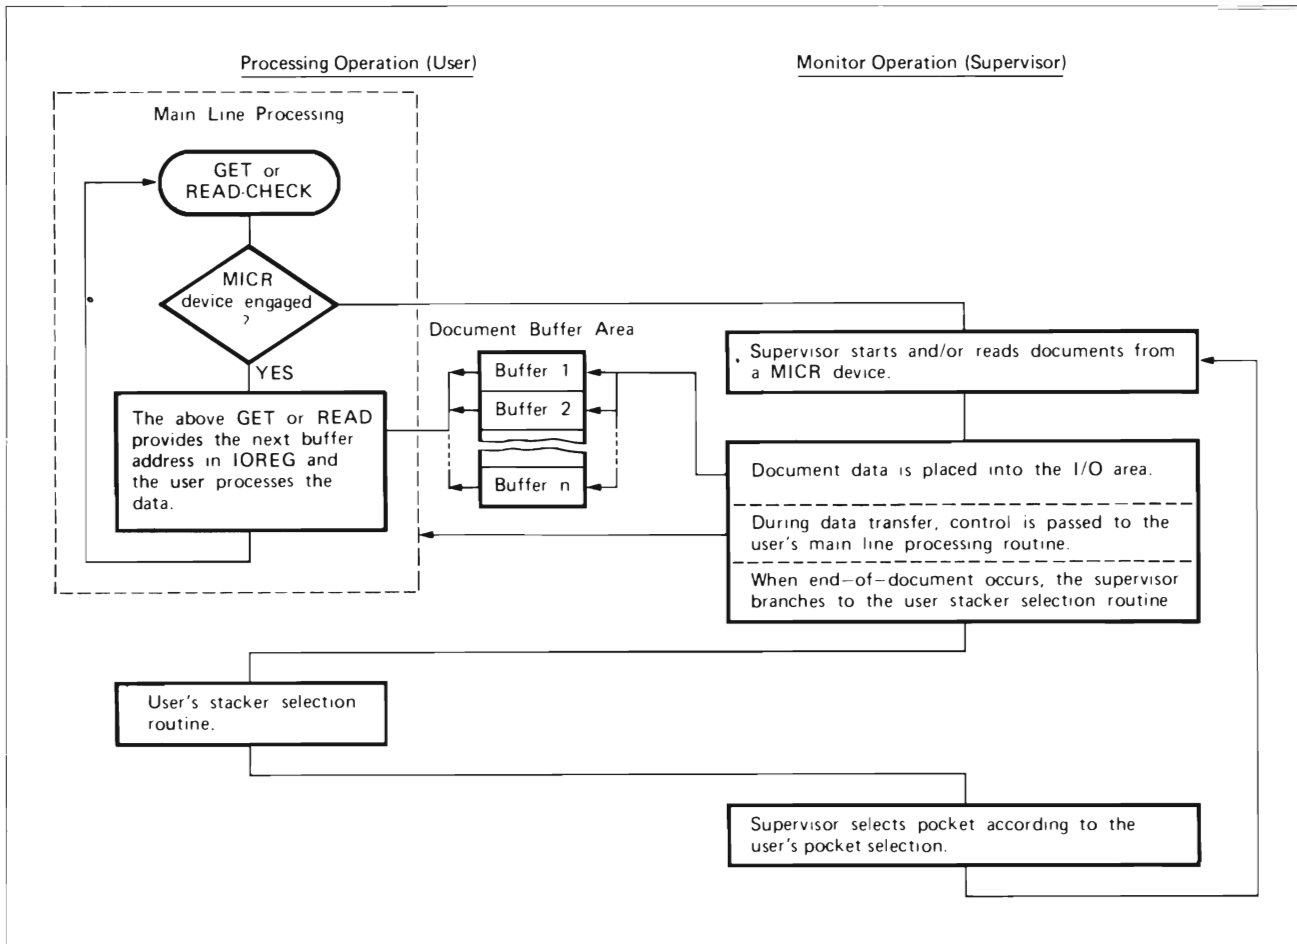 Processing Operation (User)
Monitor Operation (Supervisor)
Main Line Processing
GET or
READ-CHECK
MICR
device engaged
?
YES
The above GET or READ
provides the next buffer
address in IOREG and
the user processes the
data.
Document Buffer Area
Buffer 1
Buffer 2
Buffer n
Supervisor starts and/or reads documents from
a MICR device.
Document data is placed into the I/O area.
During data transfer, control is passed to the
user's main line processing routine.
When end-of-document occurs, the supervisor
branches to the user stacker selection routine
User's stacker selection
routine.
Supervisor selects pocket according to the
user's pocket selection.